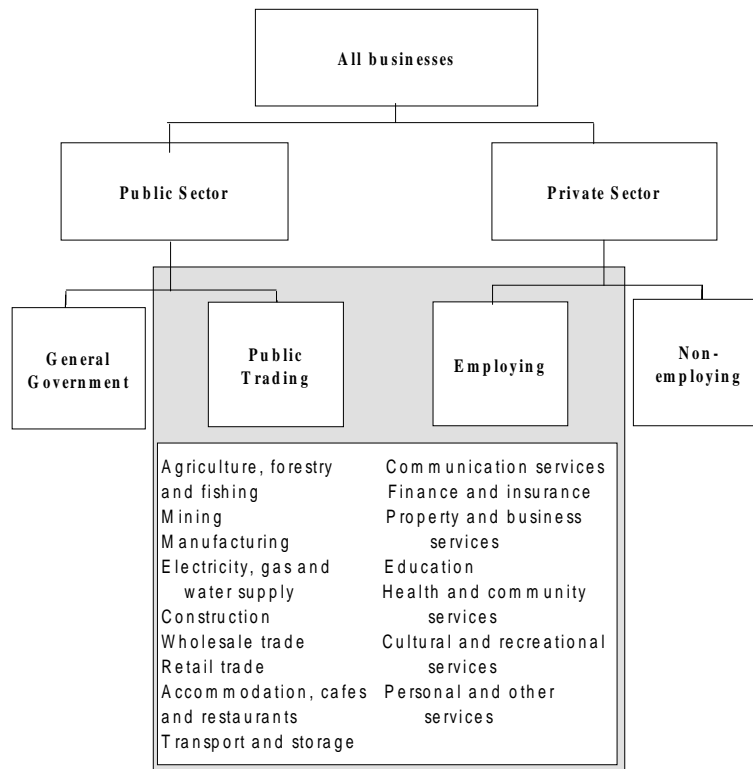 All businesses
Public Sector
Private Sector
General
Government
Public
Trading
Employing
Non-
employing
Agriculture, forestry
and fishing
Mining
Manufacturing
Electricity, gas and
water supply
Construction
Wholesale trade
Retail trade
Accommodation, cafes
and restaurants
Transport and storage
Communication services
Finance and insurance
Property and business
services
Education
Health and community
services
Cultural and recreational
services
Personal and other
services